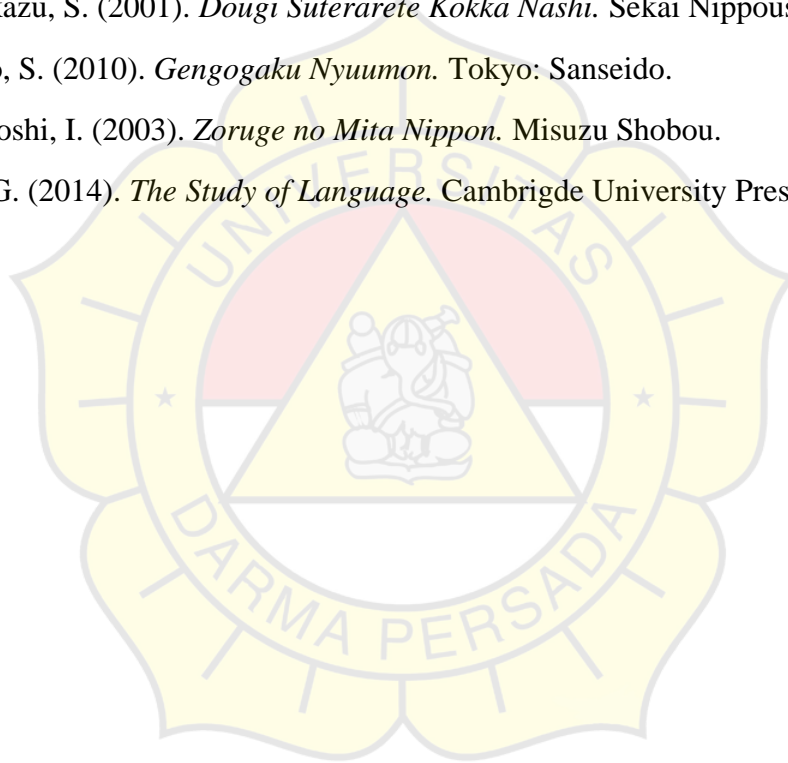 kazu, S. (2001). Dougi Suterarete Kokka Nashi. Sekai Nippous
o, S. (2010). Gengogaku Nyuumon. Tokyo: Sanseido.
oshi, I. (2003). Zoruge no Mita Nippon. Misuzu Shobou.
G. (2014). The Study of Language. Cambrigde University Pres
UNIVERSITAS
DARMA PERSADA